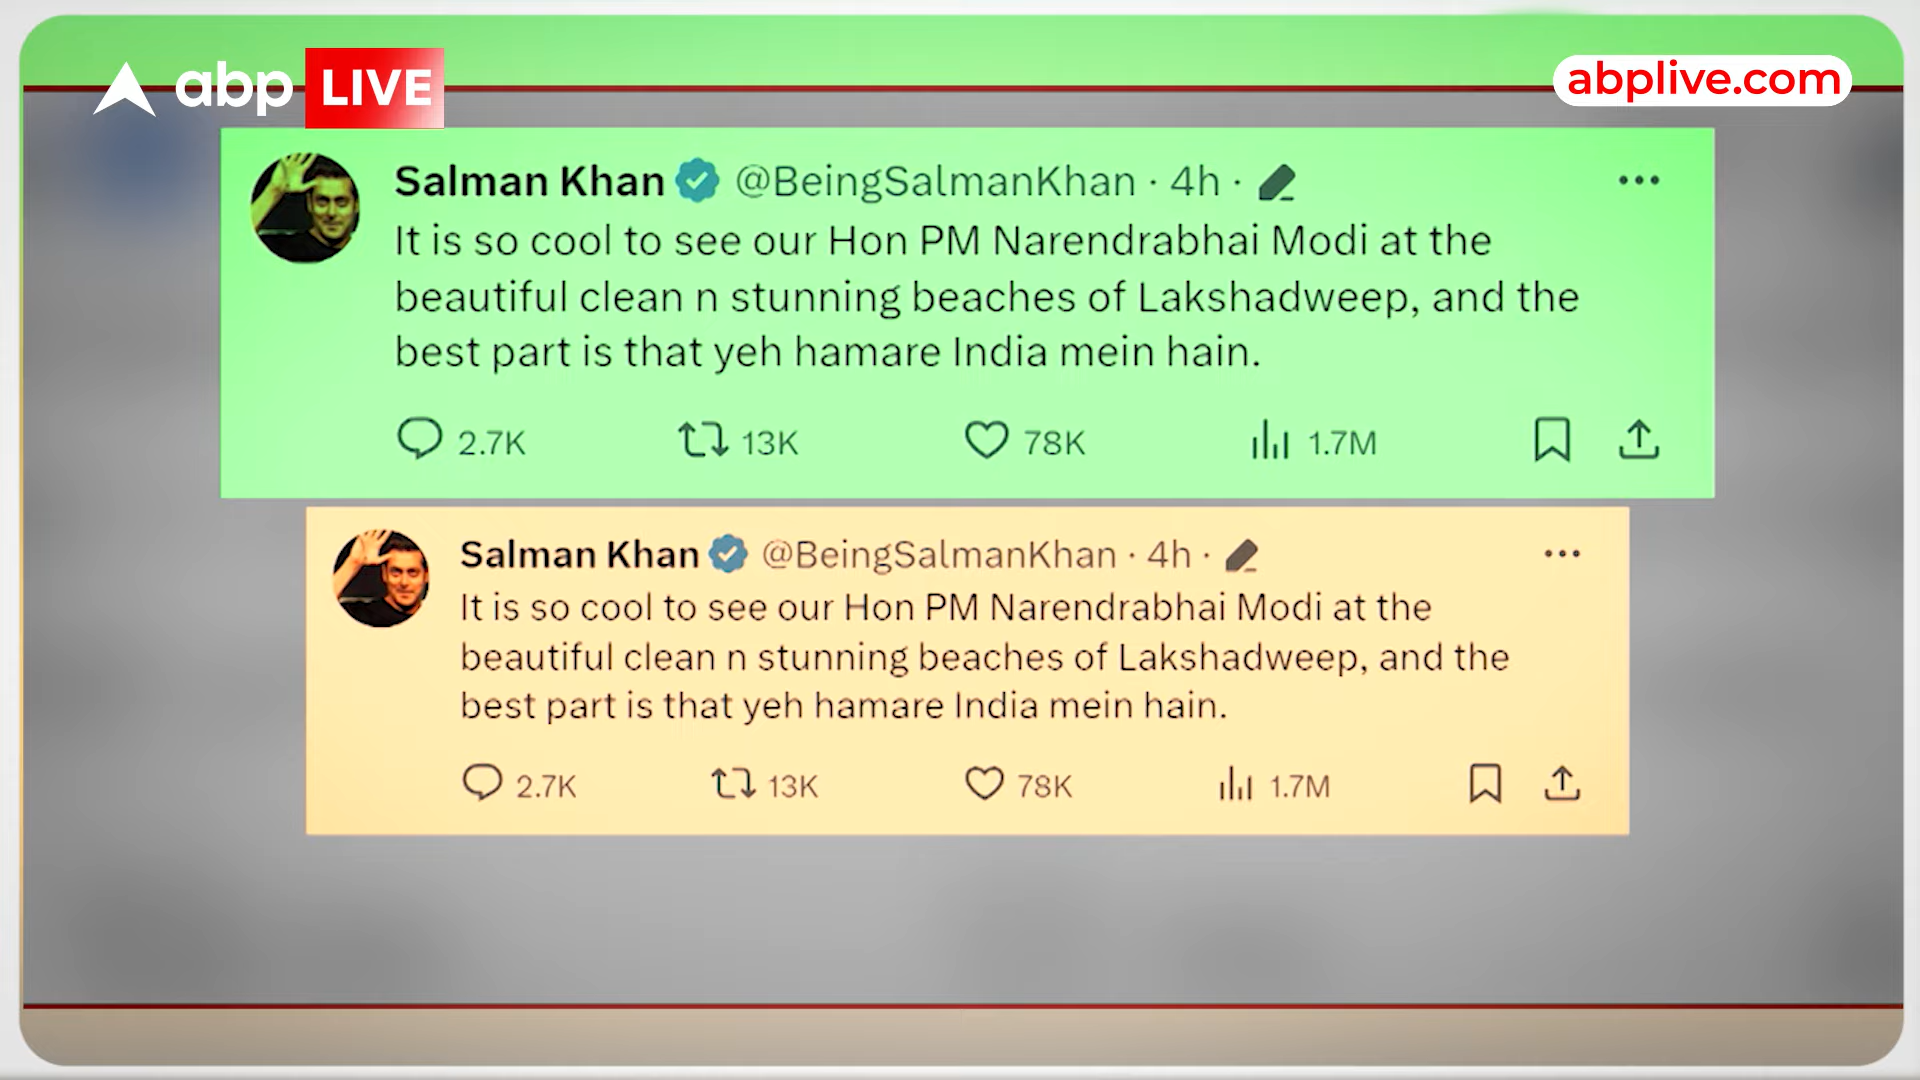 abp LIVE
abplive.com
Salman Khan @BeingSalmanKhan · 4h ·
It is so cool to see our Hon PM Narendrabhai Modi at the
beautiful clean n stunning beaches of Lakshadweep, and the
best part is that yeh hamare India mein hain.
2.7K 13K 78K 1.7M
Salman Khan @BeingSalmanKhan · 4h ·
It is so cool to see our Hon PM Narendrabhai Modi at the
beautiful clean n stunning beaches of Lakshadweep, and the
best part is that yeh hamare India mein hain.
2.7K 13K 78K 1.7M